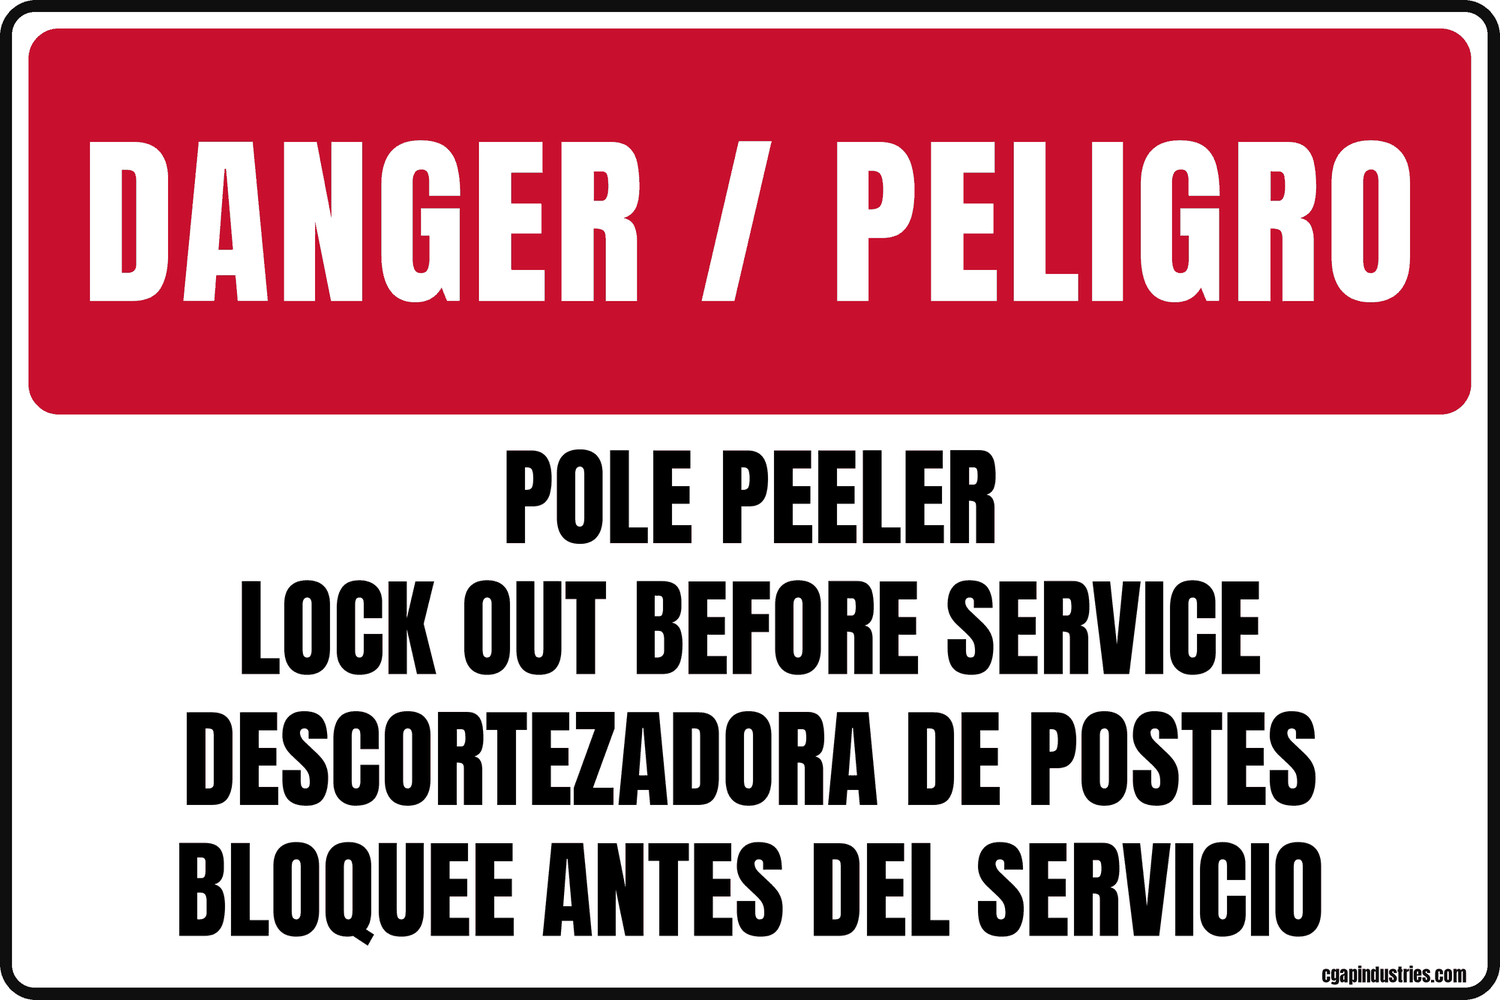 DANGER / PELIGRO
POLE PEELER
LOCK OUT BEFORE SERVICE
DESCORTEZADORA DE POSTES
BLOQUEE ANTES DEL SERVICIO
cgapindustries.com